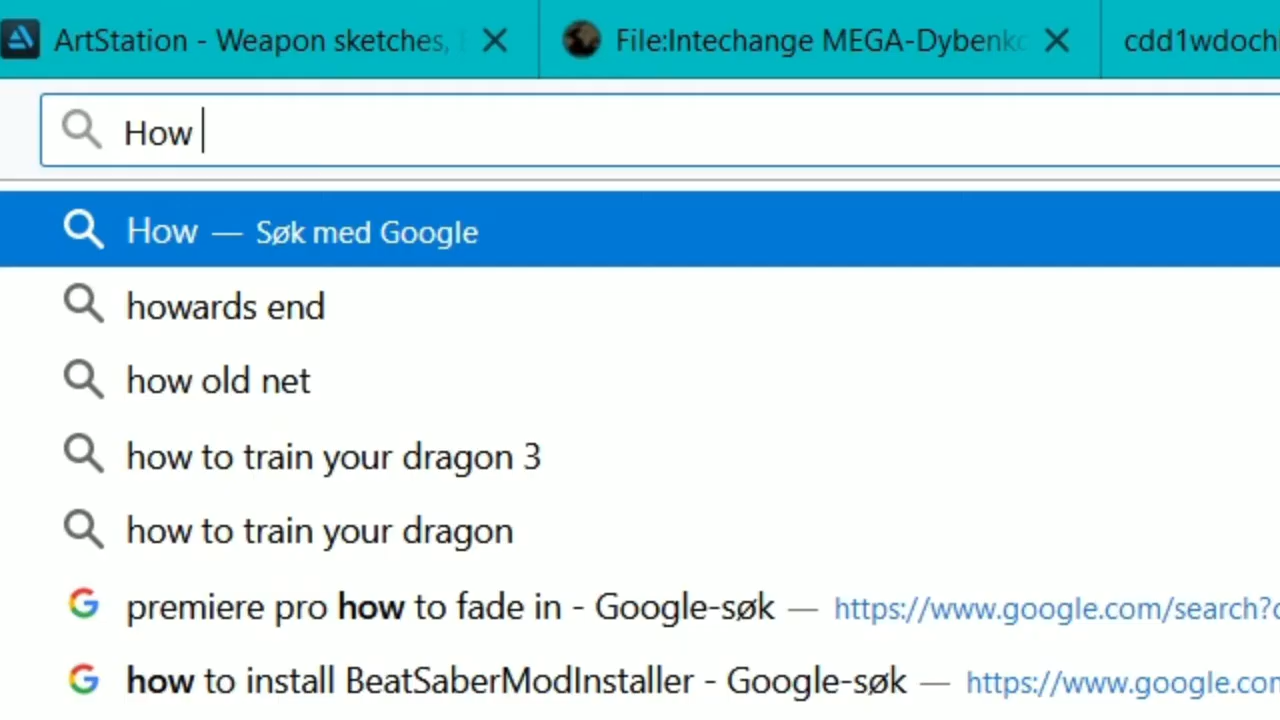 ArtStation - Weapon sketches, File:Intechange MEGA-Dybenko cdd1wdoch
How
How — Søk med Google
howards end
how old net
how to train your dragon 3
how to train your dragon
premiere pro how to fade in - Google-søk — https://www.google.com/search?
how to install BeatSaberModInstaller - Google-søk — https://www.google.com